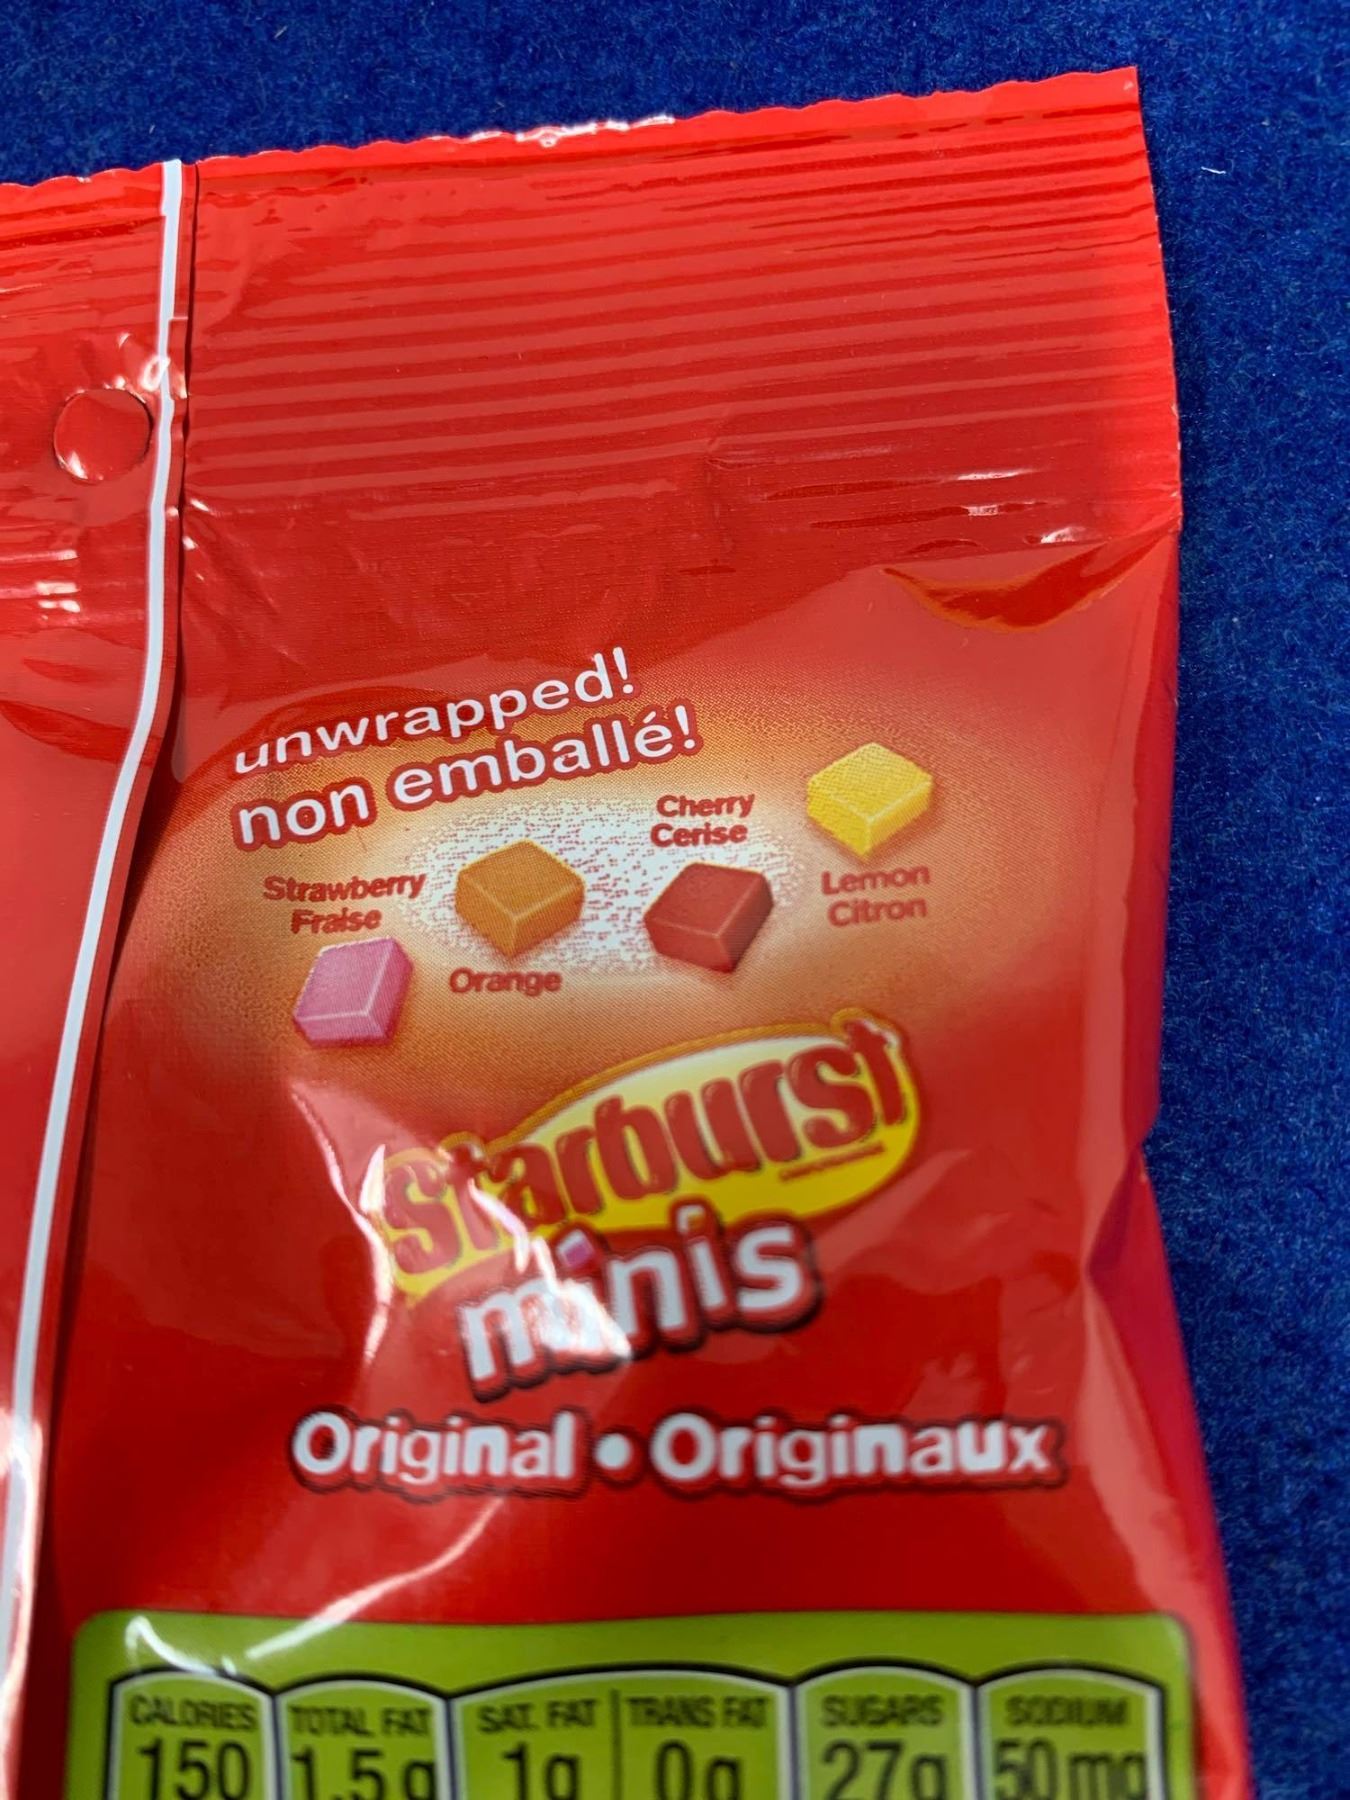 unwrapped!
non emballé!
Cherry
Cerise
Strawberry
Fraise
Lemon
Citron
Orange
starburst
minis
Original • Originaux
CALORIES TOTAL FAT SAT. FAT TRANS FAT SUGARS SODIUM
150 1.5 g 1g 0g 27g 50mg